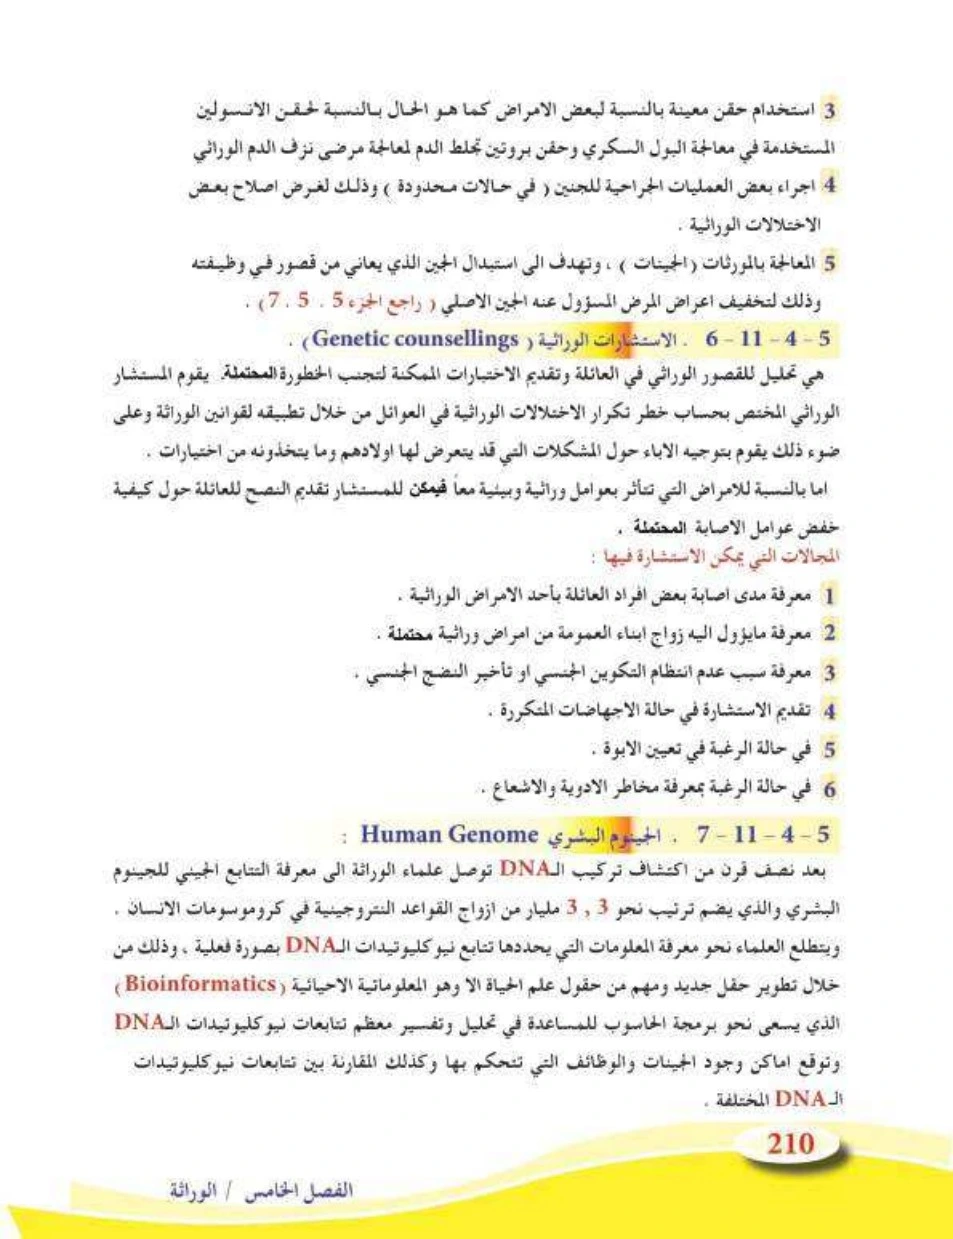 3 استخدام حقن معينة بالنسبة لبعض الامراض كما هو الحال بالنسبة لحقن الانسولين
المستخدمة في معالجة البول السكري وحقن بروتين تجلط الدم لمعالجة مرضى نزف الدم الوراثي
4 اجراء بعض العمليات الجراحية للجنين ( في حالات محدودة ) وذلك لغرض اصلاح بعض
الاختلالات الوراثية .
5 المعالجة بالمورثات (الجينات ) ، وتهدف الى استبدال الجين الذي يعاني من قصور في وظيفته
وذلك لتخفيف اعراض المرض المسؤول عنه الجين الاصلي ( راجع الجزء 5 . 5 . 7) .
5 – 4 – 11 – 6 . الاستشارات الوراثية ( Genetic counsellings) .
هي تحليل للقصور الوراثي في العائلة وتقديم الاختبارات الممكنة لتجنب الخطورة المحتملة. يقوم المستشار
الوراثي المختص بحساب خطر تكرار الاختلالات الوراثية في العوائل من خلال تطبيقه لقوانين الوراثة وعلى
ضوء ذلك يقوم بتوجيه الاباء حول المشكلات التي قد يتعرض لها اولادهم وما يتخذونه من اختيارات .
اما بالنسبة للامراض التي تتأثر بعوامل وراثية وبيئية معاً فيمكن للمستشار تقديم النصح للعائلة حول كيفية
خفض عوامل الاصابة المحتملة .
المجالات التي يمكن الاستشارة فيها :
1 معرفة مدى اصابة بعض افراد العائلة بأحد الامراض الوراثية .
2 معرفة مايؤول اليه زواج ابناء العمومة من امراض وراثية محتملة .
3 معرفة سبب عدم انتظام التكوين الجنسي او تأخير النضج الجنسي .
4 تقديم الاستشارة في حالة الاجهاضات المتكررة .
5 في حالة الرغبة في تعيين الابوة .
6 في حالة الرغبة بمعرفة مخاطر الادوية والاشعاع .
5 – 4 – 11 – 7 . الجينوم البشري Human Genome :
بعد نصف قرن من اكتشاف تركيب الـDNA توصل علماء الوراثة الى معرفة التتابع الجيني للجينوم
البشري والذي يضم ترتيب نحو 3 , 3 مليار من ازواج القواعد النتروجينية في كروموسومات الانسان .
ويتطلع العلماء نحو معرفة المعلومات التي يحددها تتابع نيوكليوتيدات الـDNA بصورة فعلية ، وذلك من
خلال تطوير حقل جديد ومهم من حقول علم الحياة الا وهو المعلوماتية الاحيائية (Bioinformatics )
الذي يسعى نحو برمجة الحاسوب للمساعدة في تحليل وتفسير معظم تتابعات نيوكليوتيدات الـDNA
وتوقع اماكن وجود الجينات والوظائف التي تتحكم بها وكذلك المقارنة بين تتابعات نيوكليوتيدات
الـDNA المختلفة .
210
الفصل الخامس / الوراثة